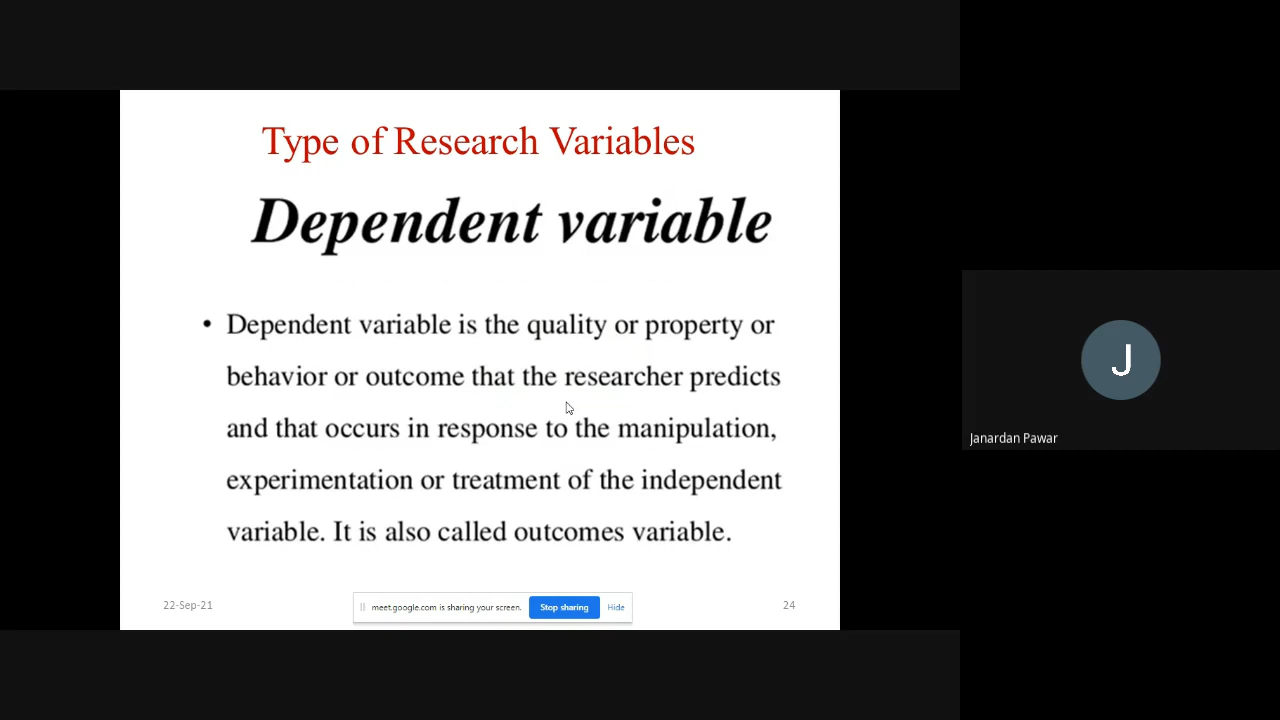 Type of Research Variables
Dependent variable
• Dependent variable is the quality or property or
behavior or outcome that the researcher predicts
and that occurs in response to the manipulation,
experimentation or treatment of the independent
variable. It is also called outcomes variable.
22-Sep-21
meet.google.com is sharing your screen.
Stop sharing
Hide
24
J
Janardan Pawar